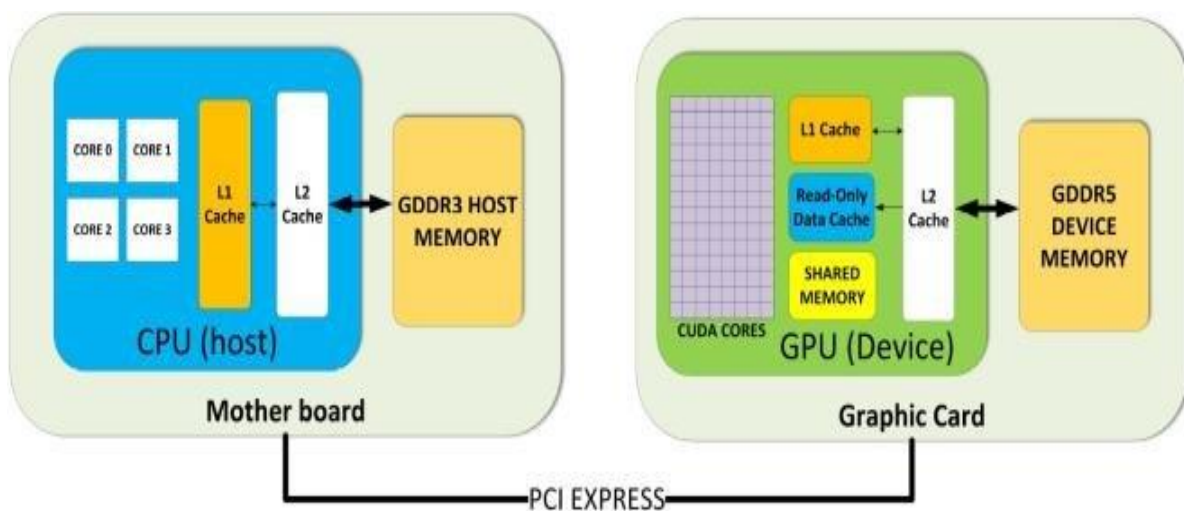 CORE 0
CORE 1
CORE 2
CORE 3
L1
Cache
L2
Cache
GDDR3 HOST
MEMORY
CPU (host)
Mother board
L1 Cache
Read-Only
Data Cache
SHARED
MEMORY
CUDA CORES
L2
Cache
GDDR5
DEVICE
MEMORY
GPU (Device)
Graphic Card
PCI EXPRESS